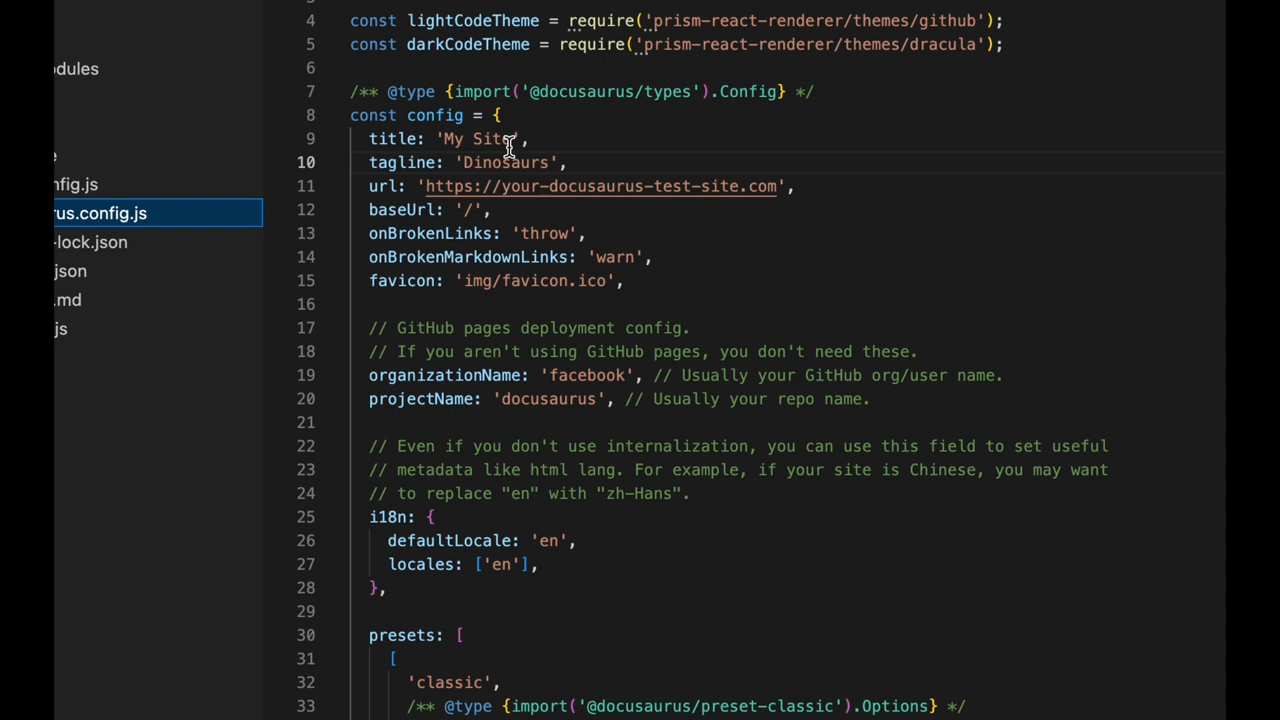 4 const lightCodeTheme = require('prism-react-renderer/themes/github');
5 const darkCodeTheme = require('prism-react-renderer/themes/dracula');
6
7 /** @type {import('@docusaurus/types').Config} */
8 const config = {
9 title: 'My Site',
10 tagline: 'Dinosaurs',
11 url: 'https://your-docusaurus-test-site.com',
12 baseUrl: '/',
13 onBrokenLinks: 'throw',
14 onBrokenMarkdownLinks: 'warn',
15 favicon: 'img/favicon.ico',
16
17 // GitHub pages deployment config.
18 // If you aren't using GitHub pages, you don't need these.
19 organizationName: 'facebook', // Usually your GitHub org/user name.
20 projectName: 'docusaurus', // Usually your repo name.
21
22 // Even if you don't use internalization, you can use this field to set useful
23 // metadata like html lang. For example, if your site is Chinese, you may want
24 // to replace "en" with "zh-Hans".
25 i18n: {
26 defaultLocale: 'en',
27 locales: ['en'],
28 },
29
30 presets: [
31 [
32 'classic',
33 /** @type {import('@docusaurus/preset-classic').Options} */
odules
e
nfig.js
rus.config.js
-lock.json
json
.md
js